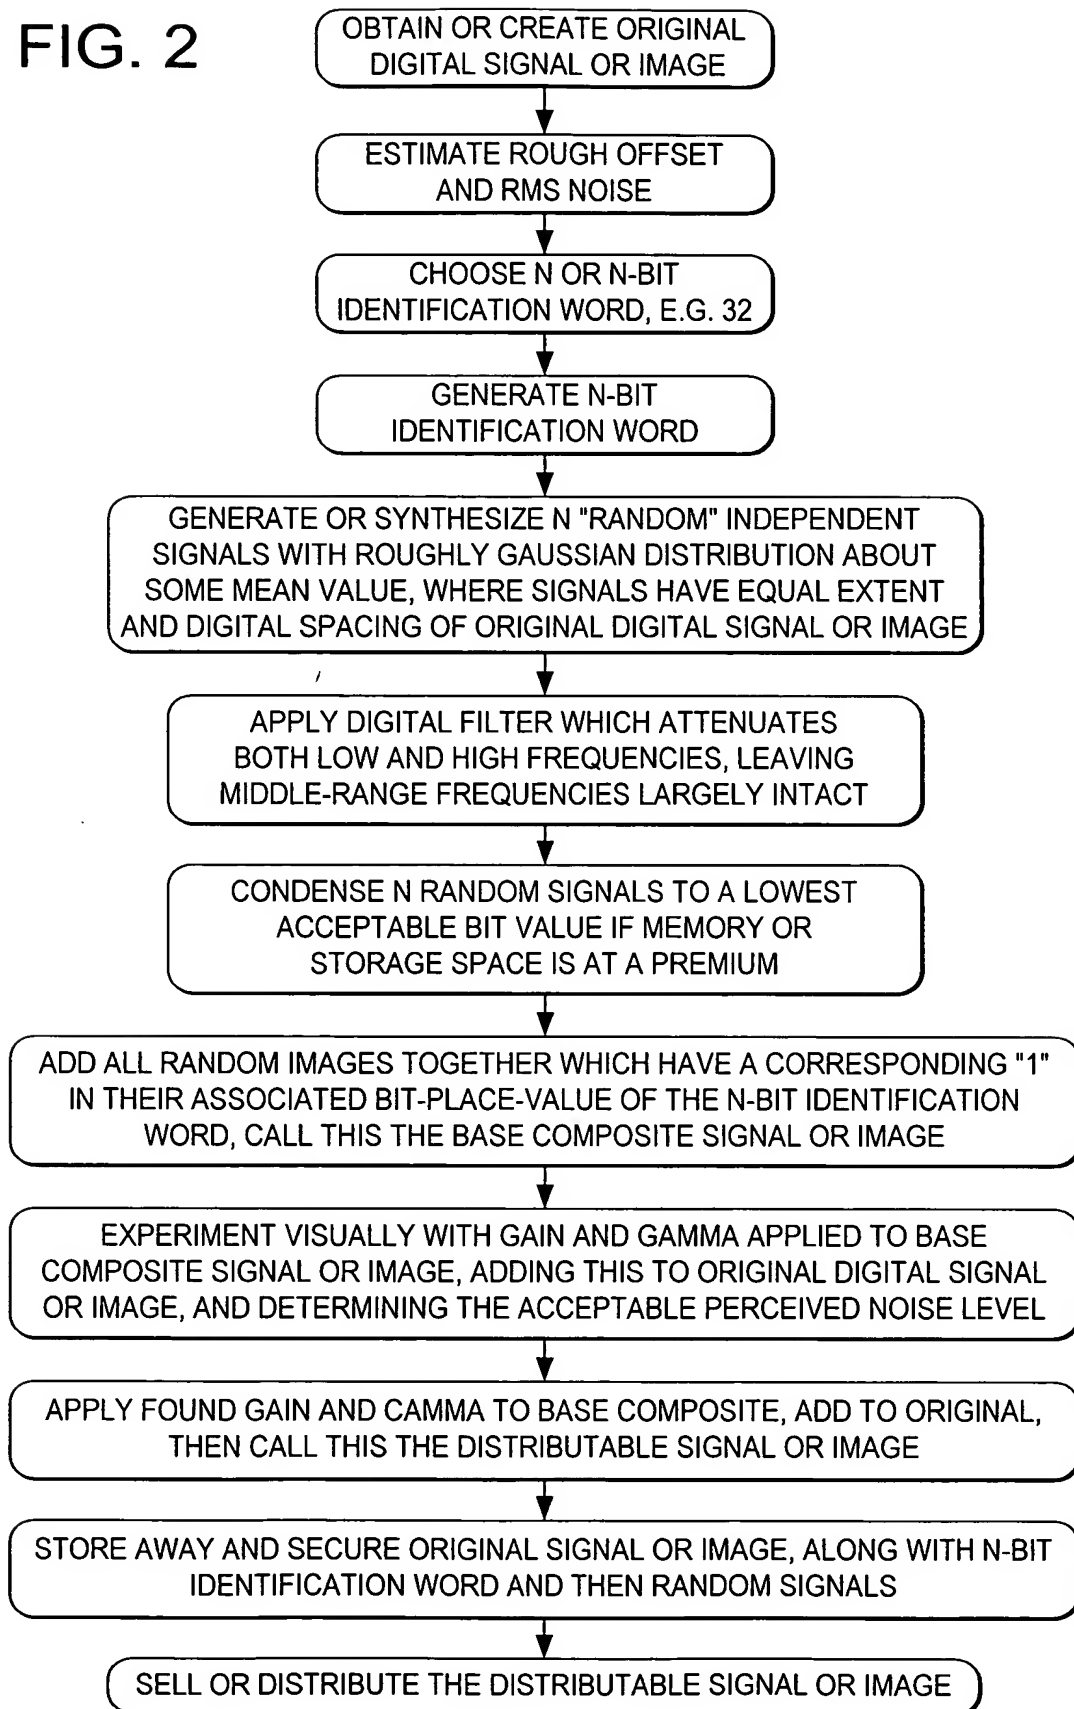 FIG. 2
OBTAIN OR CREATE ORIGINAL
DIGITAL SIGNAL OR IMAGE
ESTIMATE ROUGH OFFSET
AND RMS NOISE
CHOOSE N OR N-BIT
IDENTIFICATION WORD, E.G. 32
GENERATE N-BIT
IDENTIFICATION WORD
GENERATE OR SYNTHESIZE N "RANDOM" INDEPENDENT
SIGNALS WITH ROUGHLY GAUSSIAN DISTRIBUTION ABOUT
SOME MEAN VALUE, WHERE SIGNALS HAVE EQUAL EXTENT
AND DIGITAL SPACING OF ORIGINAL DIGITAL SIGNAL OR IMAGE
APPLY DIGITAL FILTER WHICH ATTENUATES
BOTH LOW AND HIGH FREQUENCIES, LEAVING
MIDDLE-RANGE FREQUENCIES LARGELY INTACT
CONDENSE N RANDOM SIGNALS TO A LOWEST
ACCEPTABLE BIT VALUE IF MEMORY OR
STORAGE SPACE IS AT A PREMIUM
ADD ALL RANDOM IMAGES TOGETHER WHICH HAVE A CORRESPONDING "1"
IN THEIR ASSOCIATED BIT-PLACE-VALUE OF THE N-BIT IDENTIFICATION
WORD, CALL THIS THE BASE COMPOSITE SIGNAL OR IMAGE
EXPERIMENT VISUALLY WITH GAIN AND GAMMA APPLIED TO BASE
COMPOSITE SIGNAL OR IMAGE, ADDING THIS TO ORIGINAL DIGITAL SIGNAL
OR IMAGE, AND DETERMINING THE ACCEPTABLE PERCEIVED NOISE LEVEL
APPLY FOUND GAIN AND CAMMA TO BASE COMPOSITE, ADD TO ORIGINAL,
THEN CALL THIS THE DISTRIBUTABLE SIGNAL OR IMAGE
STORE AWAY AND SECURE ORIGINAL SIGNAL OR IMAGE, ALONG WITH N-BIT
IDENTIFICATION WORD AND THEN RANDOM SIGNALS
SELL OR DISTRIBUTE THE DISTRIBUTABLE SIGNAL OR IMAGE